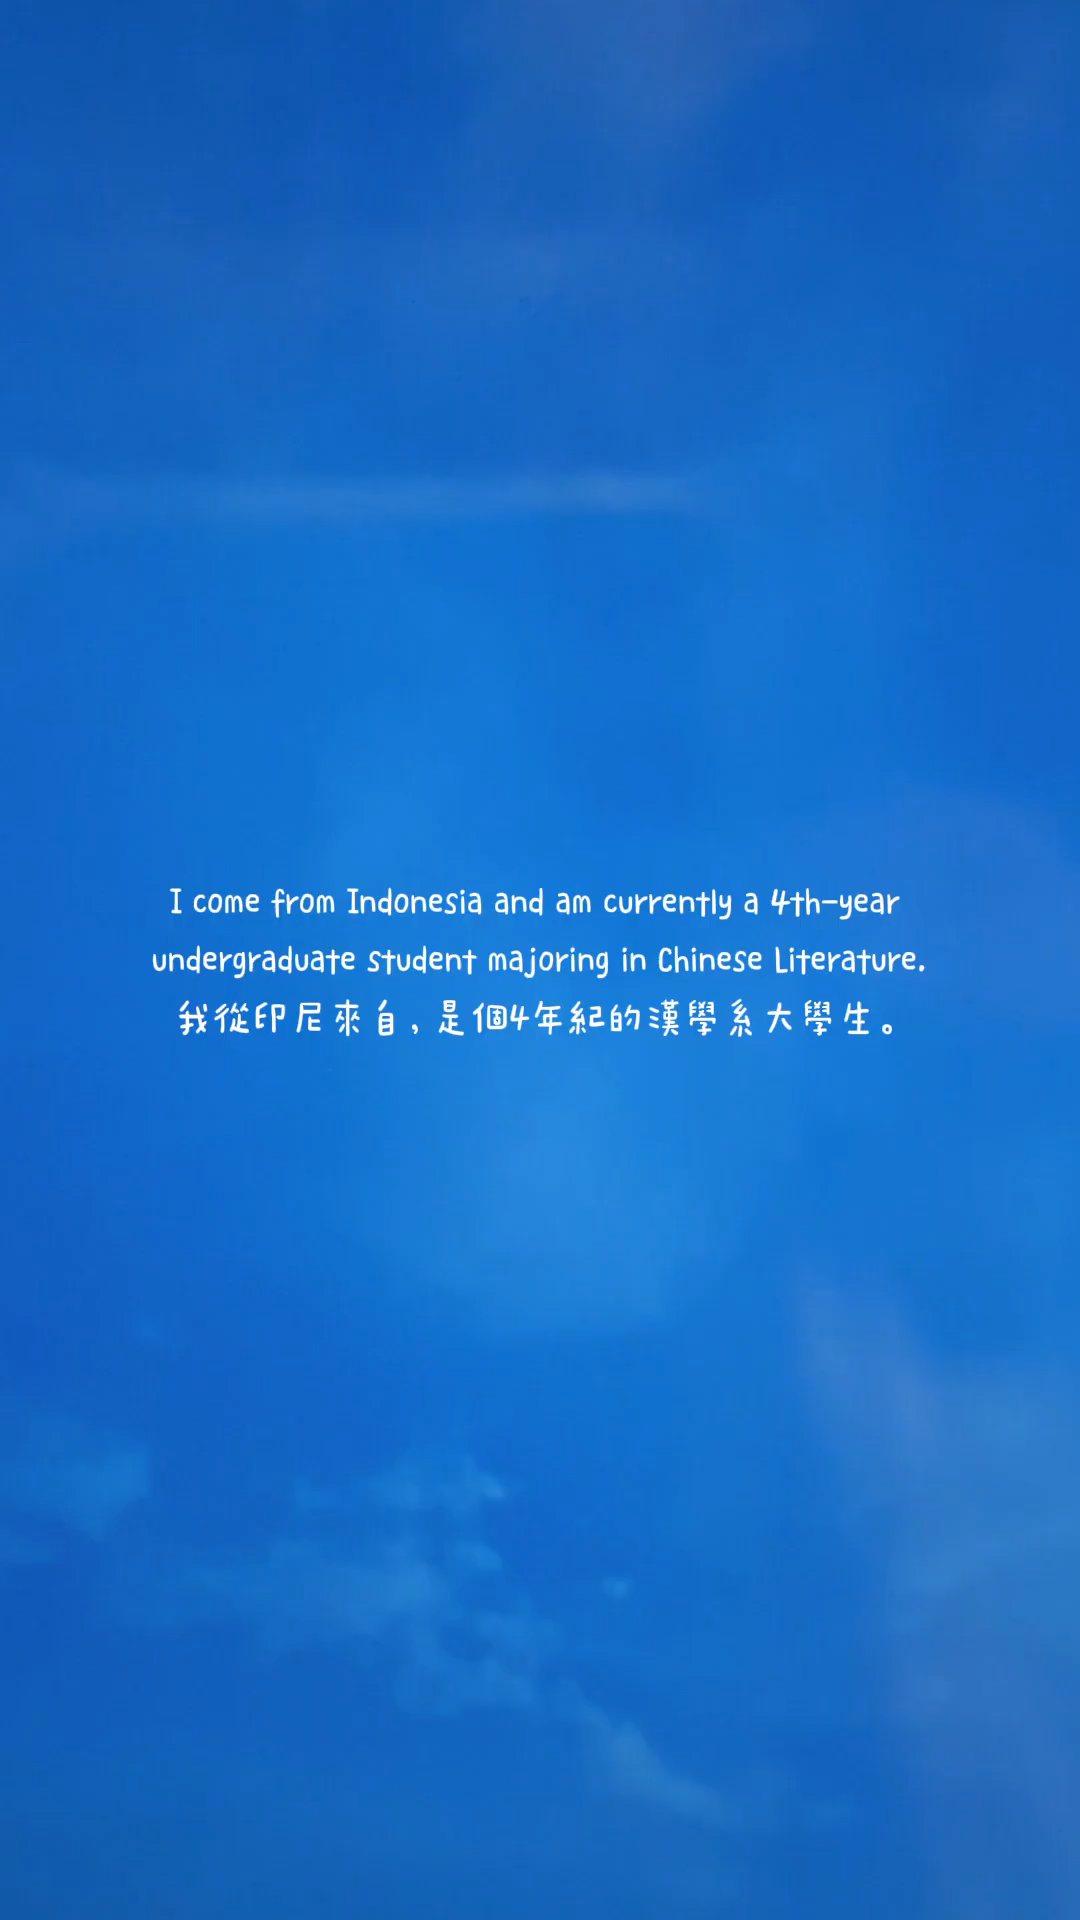 I come from Indonesia and am currently a 4th-year
undergraduate student majoring in Chinese Literature.
我從印尼來自，是個4年紀的漢學系大學生。